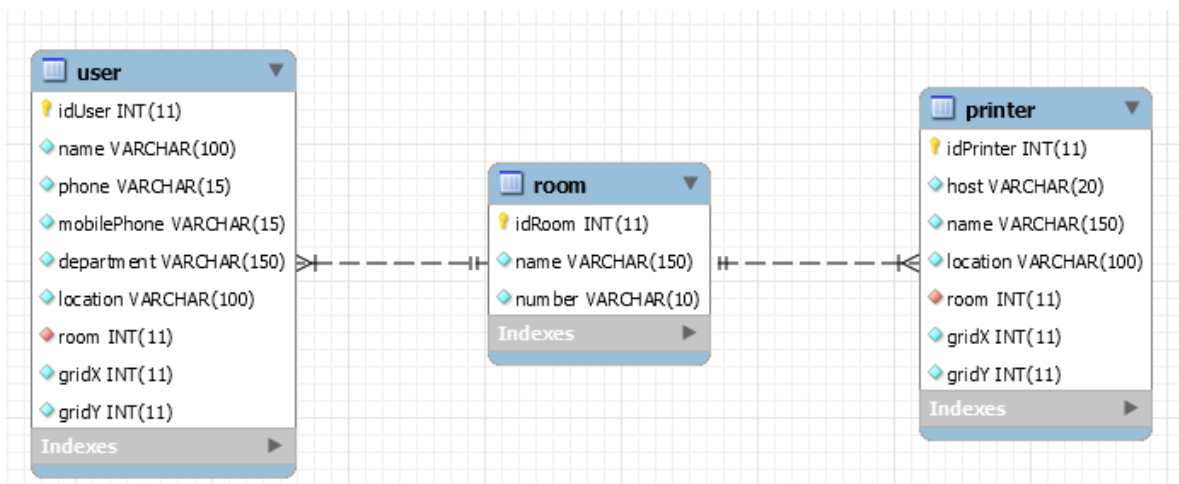 user
idUser INT(11)
name VARCHAR(100)
phone VARCHAR(15)
mobilePhone VARCHAR(15)
department VARCHAR(150)
location VARCHAR(100)
room INT(11)
gridX INT(11)
gridY INT(11)
Indexes
room
idRoom INT(11)
name VARCHAR(150)
number VARCHAR(10)
Indexes
printer
idPrinter INT(11)
host VARCHAR(20)
name VARCHAR(150)
location VARCHAR(100)
room INT(11)
gridX INT(11)
gridY INT(11)
Indexes